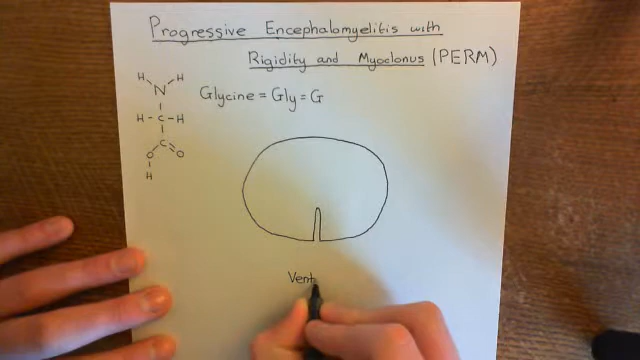 Progressive Encephalomyelitis with
Rigidity and Myoclonus (PERM)
Glycine = Gly = G
H H
N
H - C - H
C
O O
H
Vent